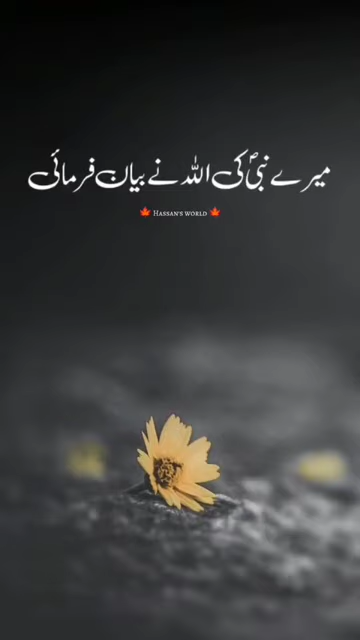 میرے نبیؐ کی اللہ نے بیان فرمائی
🍁 Hassan's world 🍁